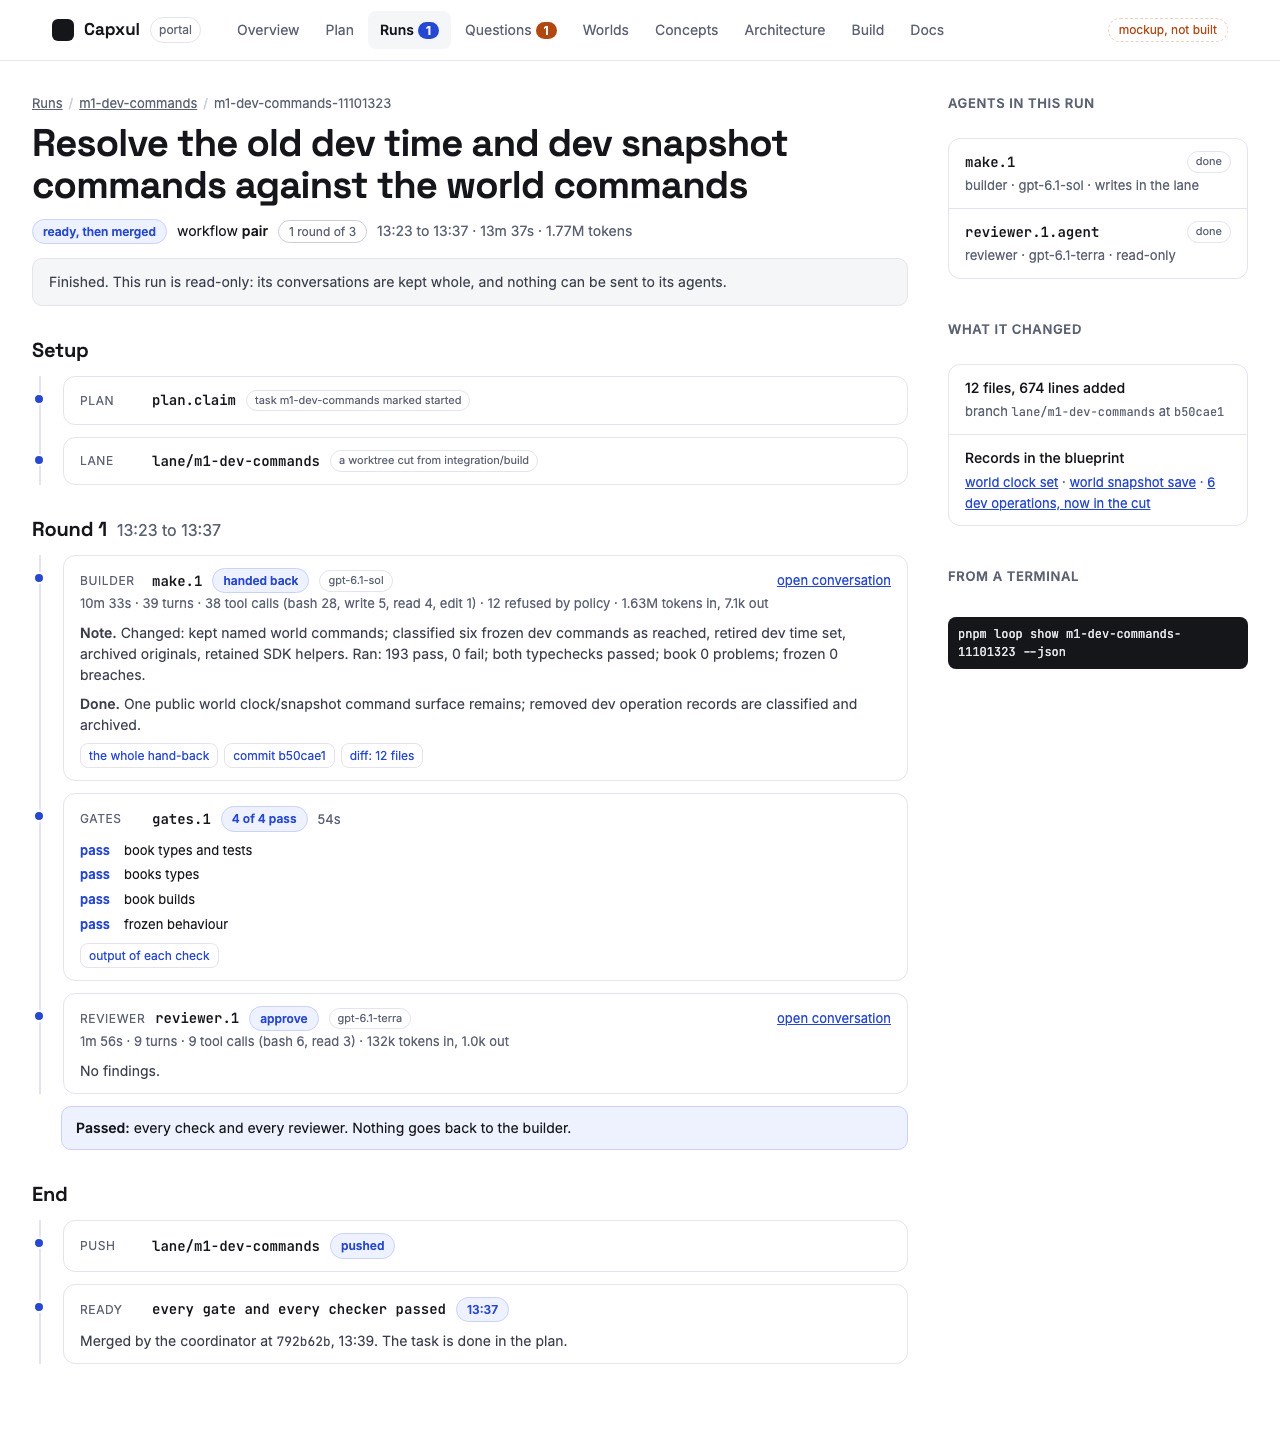 Capxul portal Overview Plan Runs 1 Questions 1 Worlds Concepts Architecture Build Docs mockup, not built
Runs / m1-dev-commands / m1-dev-commands-11101323
Resolve the old dev time and dev snapshot
commands against the world commands
ready, then merged workflow pair 1 round of 3 13:23 to 13:37 · 13m 37s · 1.77M tokens
Finished. This run is read-only: its conversations are kept whole, and nothing can be sent to its agents.
Setup
PLAN plan.claim task m1-dev-commands marked started
LANE lane/m1-dev-commands a worktree cut from integration/build
Round 1 13:23 to 13:37
BUILDER make.1 handed back gpt-6.1-sol open conversation
10m 33s · 39 turns · 38 tool calls (bash 28, write 5, read 4, edit 1) · 12 refused by policy · 1.63M tokens in, 7.1k out
Note. Changed: kept named world commands; classified six frozen dev commands as reached, retired dev time set,
archived originals, retained SDK helpers. Ran: 193 pass, 0 fail; both typechecks passed; book 0 problems; frozen 0
breaches.
Done. One public world clock/snapshot command surface remains; removed dev operation records are classified and
archived.
the whole hand-back commit b50cae1 diff: 12 files
GATES gates.1 4 of 4 pass 54s
pass book types and tests
pass books types
pass book builds
pass frozen behaviour
output of each check
REVIEWER reviewer.1 approve gpt-6.1-terra open conversation
1m 56s · 9 turns · 9 tool calls (bash 6, read 3) · 132k tokens in, 1.0k out
No findings.
Passed: every check and every reviewer. Nothing goes back to the builder.
End
PUSH lane/m1-dev-commands pushed
READY every gate and every checker passed 13:37
Merged by the coordinator at 792b62b, 13:39. The task is done in the plan.
AGENTS IN THIS RUN
make.1 done
builder · gpt-6.1-sol · writes in the lane
reviewer.1.agent done
reviewer · gpt-6.1-terra · read-only
WHAT IT CHANGED
12 files, 674 lines added
branch lane/m1-dev-commands at b50cae1
Records in the blueprint
world clock set · world snapshot save · 6
dev operations, now in the cut
FROM A TERMINAL
pnpm loop show m1-dev-commands-
11101323 --json